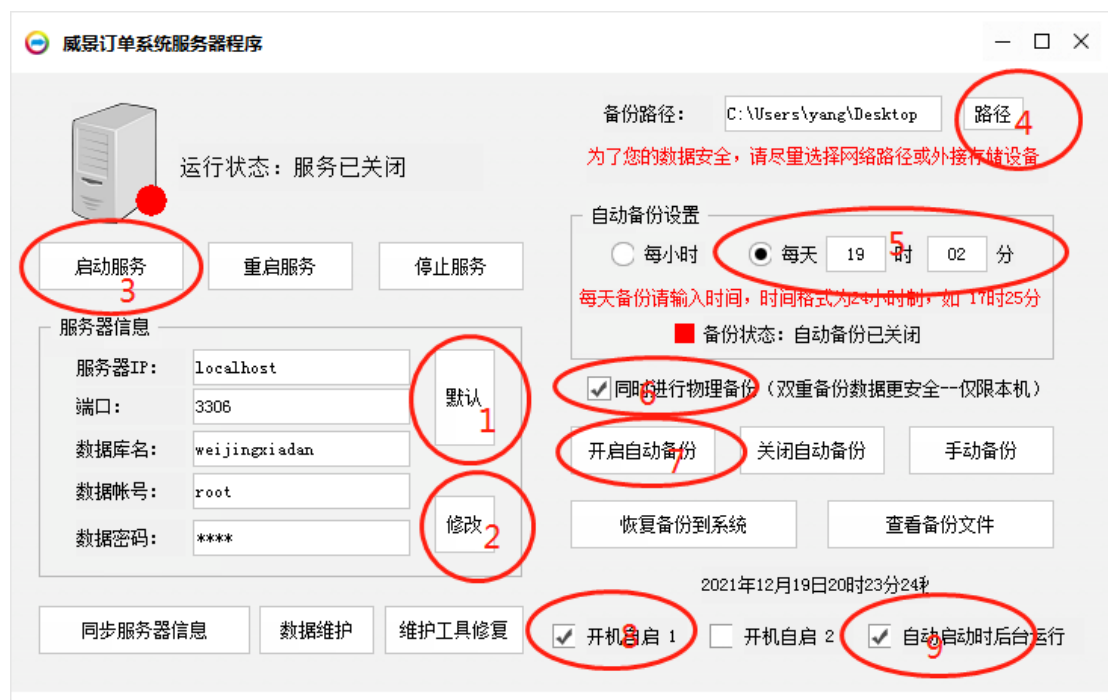 威景订单系统服务器程序
运行状态：服务已关闭
启动服务
3
重启服务
停止服务
服务器信息
服务器IP：
localhost
端口：
3306
数据库名：
weijingxiadan
数据帐号：
root
数据密码：
****
默认
1
修改
2
同步服务器信息
数据维护
维护工具修复
备份路径：
C:\Users\yang\Desktop
路径
4
为了您的数据安全，请尽量选择网络路径或外接存储设备
自动备份设置
每小时
每天 19 时 02 分
5
每天备份请输入时间，时间格式为24小时制，如 17时25分
备份状态：自动备份已关闭
同时进行物理备份（双重备份数据更安全--仅限本机）
6
开启自动备份
7
关闭自动备份
手动备份
恢复备份到系统
查看备份文件
2021年12月19日20时23分24秒
开机自启 1
8
开机自启 2
自动启动时后台运行
9